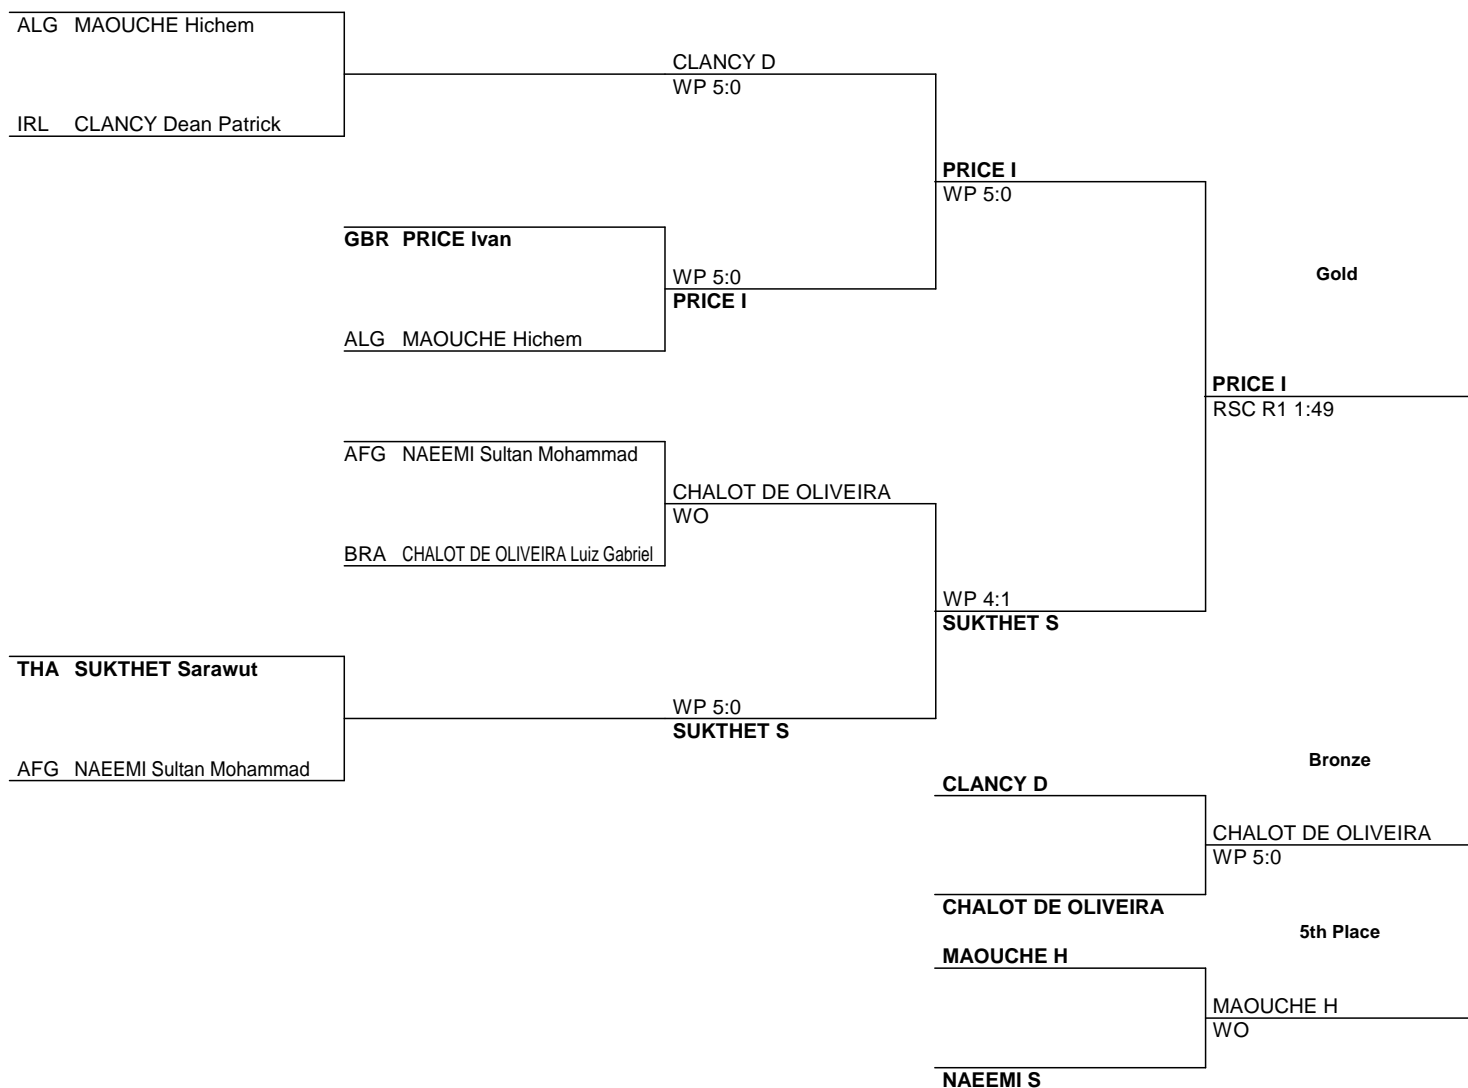 ALG MAOUCHE Hichem
CLANCY D
WP 5:0
IRL CLANCY Dean Patrick
PRICE I
WP 5:0
GBR PRICE Ivan
WP 5:0
PRICE I
Gold
ALG MAOUCHE Hichem
PRICE I
RSC R1 1:49
AFG NAEEMI Sultan Mohammad
CHALOT DE OLIVEIRA
WO
BRA CHALOT DE OLIVEIRA Luiz Gabriel
WP 4:1
SUKTHET S
THA SUKTHET Sarawut
WP 5:0
SUKTHET S
AFG NAEEMI Sultan Mohammad
Bronze
CLANCY D
CHALOT DE OLIVEIRA
WP 5:0
CHALOT DE OLIVEIRA
5th Place
MAOUCHE H
MAOUCHE H
WO
NAEEMI S